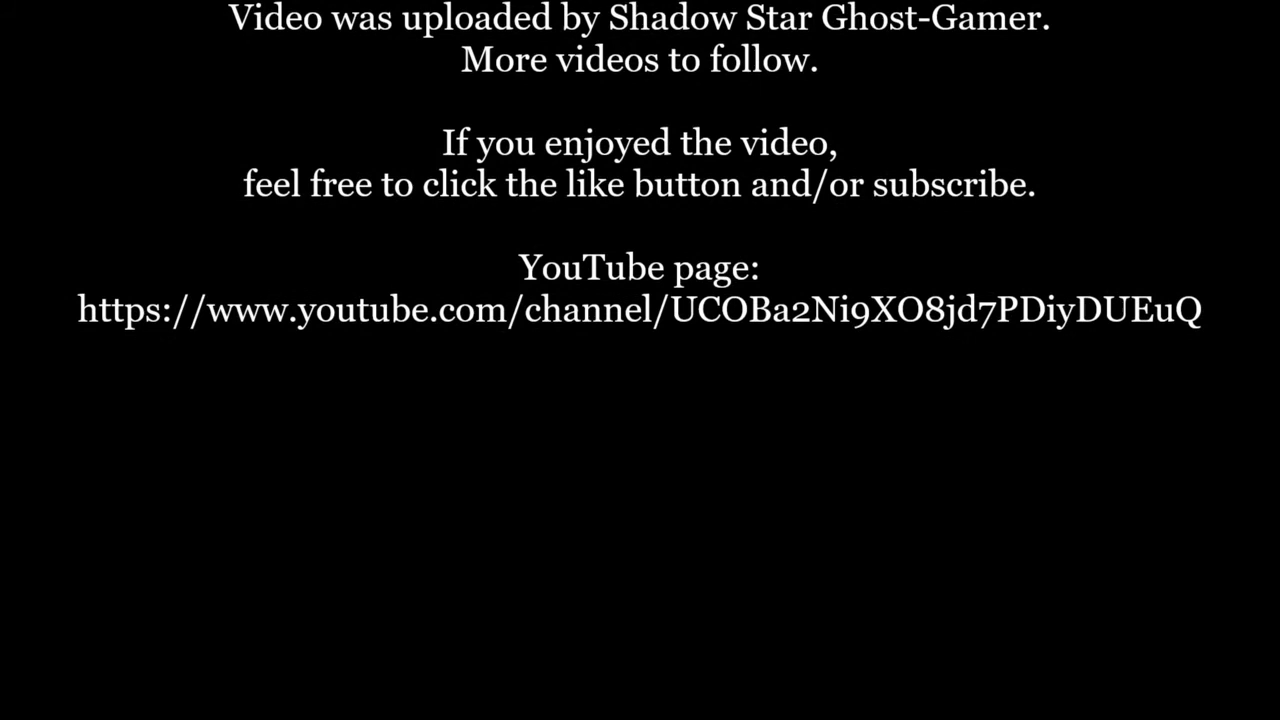 Video was uploaded by Shadow Star Ghost-Gamer.
More videos to follow.
If you enjoyed the video,
feel free to click the like button and/or subscribe.
YouTube page:
https://www.youtube.com/channel/UCOBa2Ni9XO8jd7PDiyDUEuQ